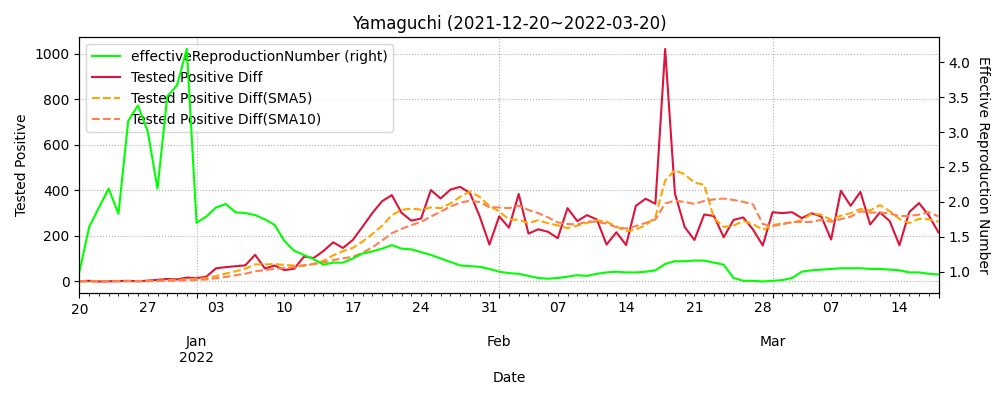 Yamaguchi (2021-12-20~2022-03-20)
effectiveReproductionNumber (right)
Tested Positive Diff
Tested Positive Diff(SMA5)
Tested Positive Diff(SMA10)
Tested Positive
1000
800
600
400
200
0
4.0
3.5
3.0
2.5
2.0
1.5
1.0
Effective Reproduction Number
20 27 03 10 17 24 31 07 14 21 28 07 14
Jan Feb Mar
2022
Date